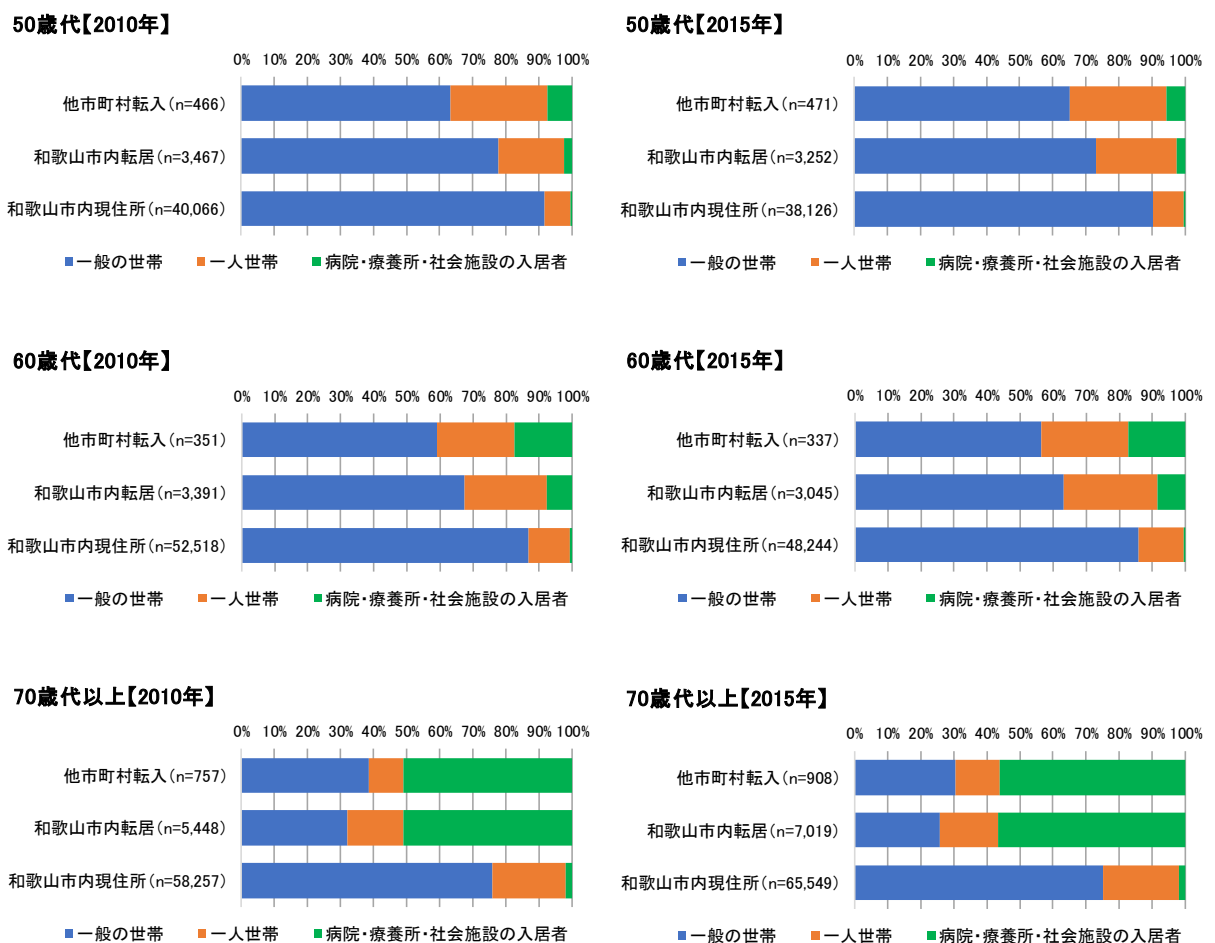 50歳代【2010年】
0% 10% 20% 30% 40% 50% 60% 70% 80% 90% 100%
他市町村転入(n=466)
和歌山市内転居(n=3,467)
和歌山市内現住所(n=40,066)
一般の世帯 一人世帯 病院・療養所・社会施設の入居者
50歳代【2015年】
0% 10% 20% 30% 40% 50% 60% 70% 80% 90% 100%
他市町村転入(n=471)
和歌山市内転居(n=3,252)
和歌山市内現住所(n=38,126)
一般の世帯 一人世帯 病院・療養所・社会施設の入居者
60歳代【2010年】
0% 10% 20% 30% 40% 50% 60% 70% 80% 90% 100%
他市町村転入(n=351)
和歌山市内転居(n=3,391)
和歌山市内現住所(n=52,518)
一般の世帯 一人世帯 病院・療養所・社会施設の入居者
60歳代【2015年】
0% 10% 20% 30% 40% 50% 60% 70% 80% 90% 100%
他市町村転入(n=337)
和歌山市内転居(n=3,045)
和歌山市内現住所(n=48,244)
一般の世帯 一人世帯 病院・療養所・社会施設の入居者
70歳代以上【2010年】
0% 10% 20% 30% 40% 50% 60% 70% 80% 90% 100%
他市町村転入(n=757)
和歌山市内転居(n=5,448)
和歌山市内現住所(n=58,257)
一般の世帯 一人世帯 病院・療養所・社会施設の入居者
70歳代以上【2015年】
0% 10% 20% 30% 40% 50% 60% 70% 80% 90% 100%
他市町村転入(n=908)
和歌山市内転居(n=7,019)
和歌山市内現住所(n=65,549)
一般の世帯 一人世帯 病院・療養所・社会施設の入居者